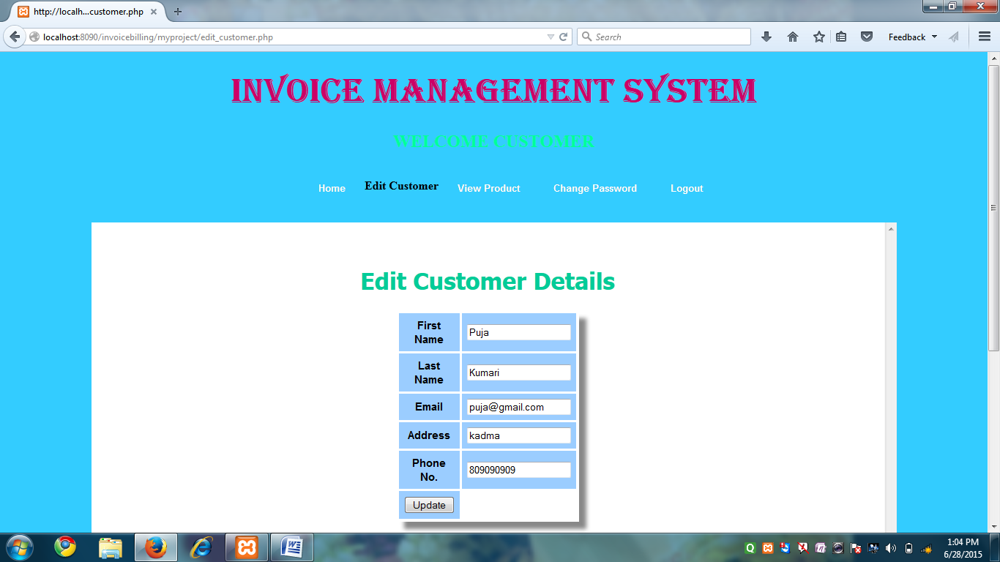 http://localh...customer.php
localhost:8090/invoicebilling/myproject/edit_customer.php
Search
Feedback
INVOICE MANAGEMENT SYSTEM
WELCOME CUSTOMER
Home Edit Customer View Product Change Password Logout
Edit Customer Details
First
Name
Puja
Last
Name
Kumari
Email puja@gmail.com
Address kadma
Phone
No.
809090909
Update
1:04 PM
6/28/2015